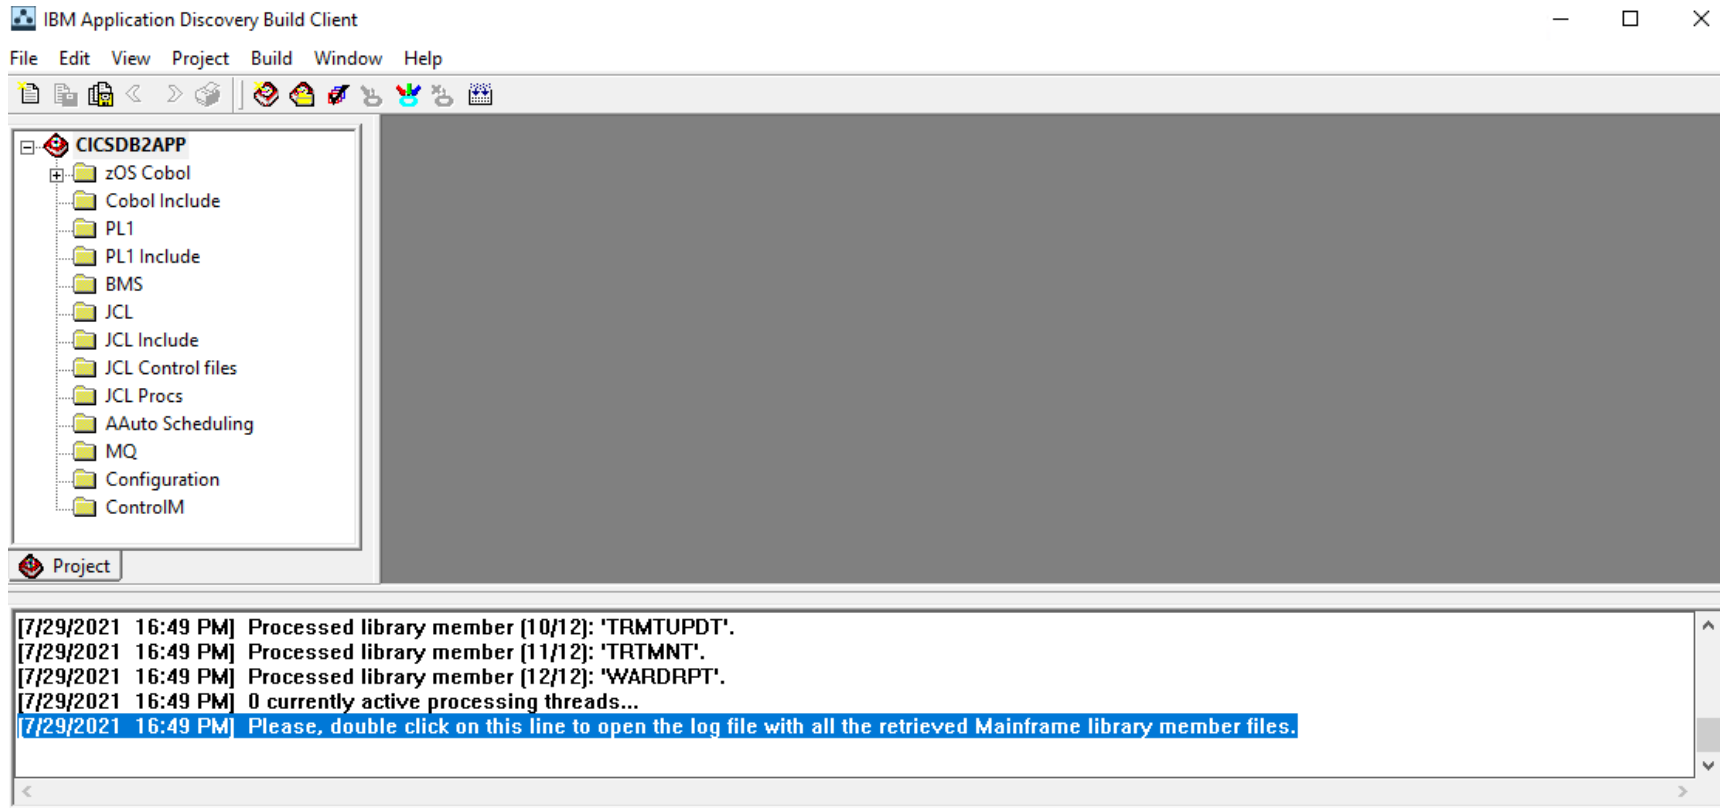 IBM Application Discovery Build Client
File Edit View Project Build Window Help
CICSDB2APP
zOS Cobol
Cobol Include
PL1
PL1 Include
BMS
JCL
JCL Include
JCL Control files
JCL Procs
AAuto Scheduling
MQ
Configuration
ControlM
Project
[7/29/2021 16:49 PM] Processed library member (10/12): 'TRMTUPDT'.
[7/29/2021 16:49 PM] Processed library member (11/12): 'TRTMNT'.
[7/29/2021 16:49 PM] Processed library member (12/12): 'WARDRPT'.
[7/29/2021 16:49 PM] 0 currently active processing threads...
[7/29/2021 16:49 PM] Please, double click on this line to open the log file with all the retrieved Mainframe library member files.